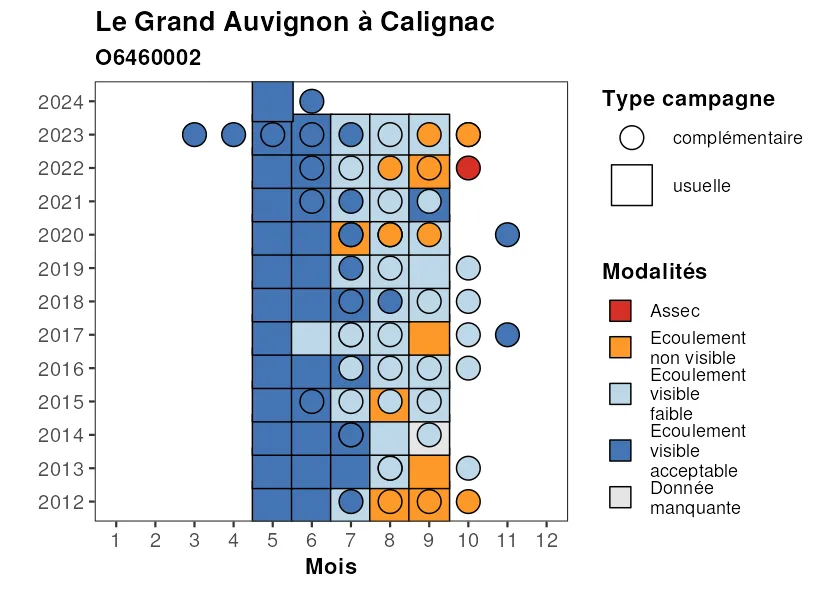 Le Grand Auvignon à Calignac
O6460002
2024
2023
2022
2021
2020
2019
2018
2017
2016
2015
2014
2013
2012
1 2 3 4 5 6 7 8 9 10 11 12
Mois
Type campagne
complémentaire
usuelle
Modalités
Assec
Ecoulement
non visible
Ecoulement
visible
faible
Ecoulement
visible
acceptable
Donnée
manquante